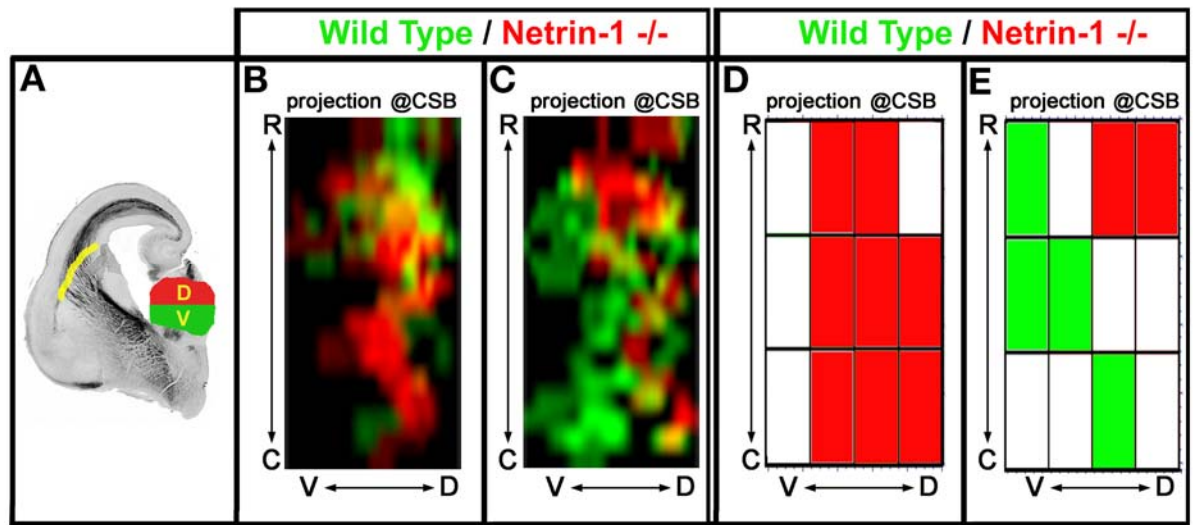 Wild Type / Netrin-1 -/-
Wild Type / Netrin-1 -/-
A
D
V
B
projection @CSB
R
C
V D
C
projection @CSB
R
C
V D
D
projection @CSB
R
C
V D
E
projection @CSB
R
C
V D